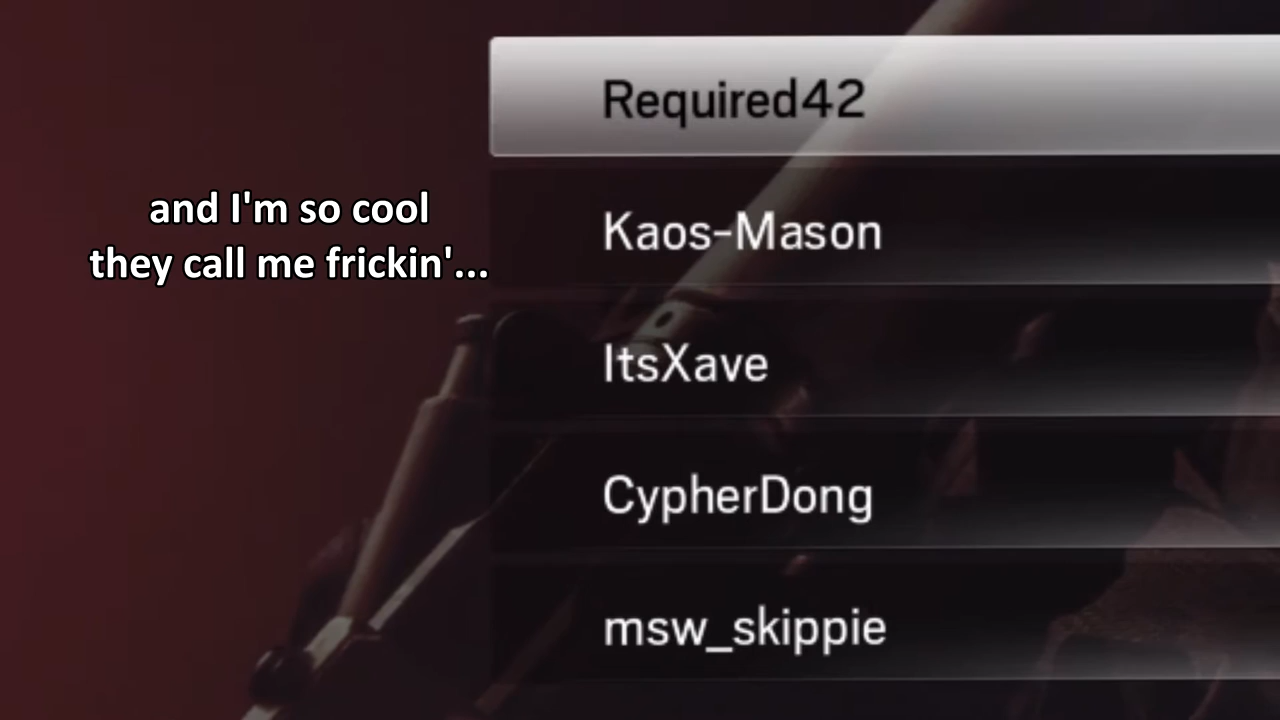 Required42
and I'm so cool
they call me frickin'...
Kaos-Mason
ItsXave
CypherDong
msw_skippie